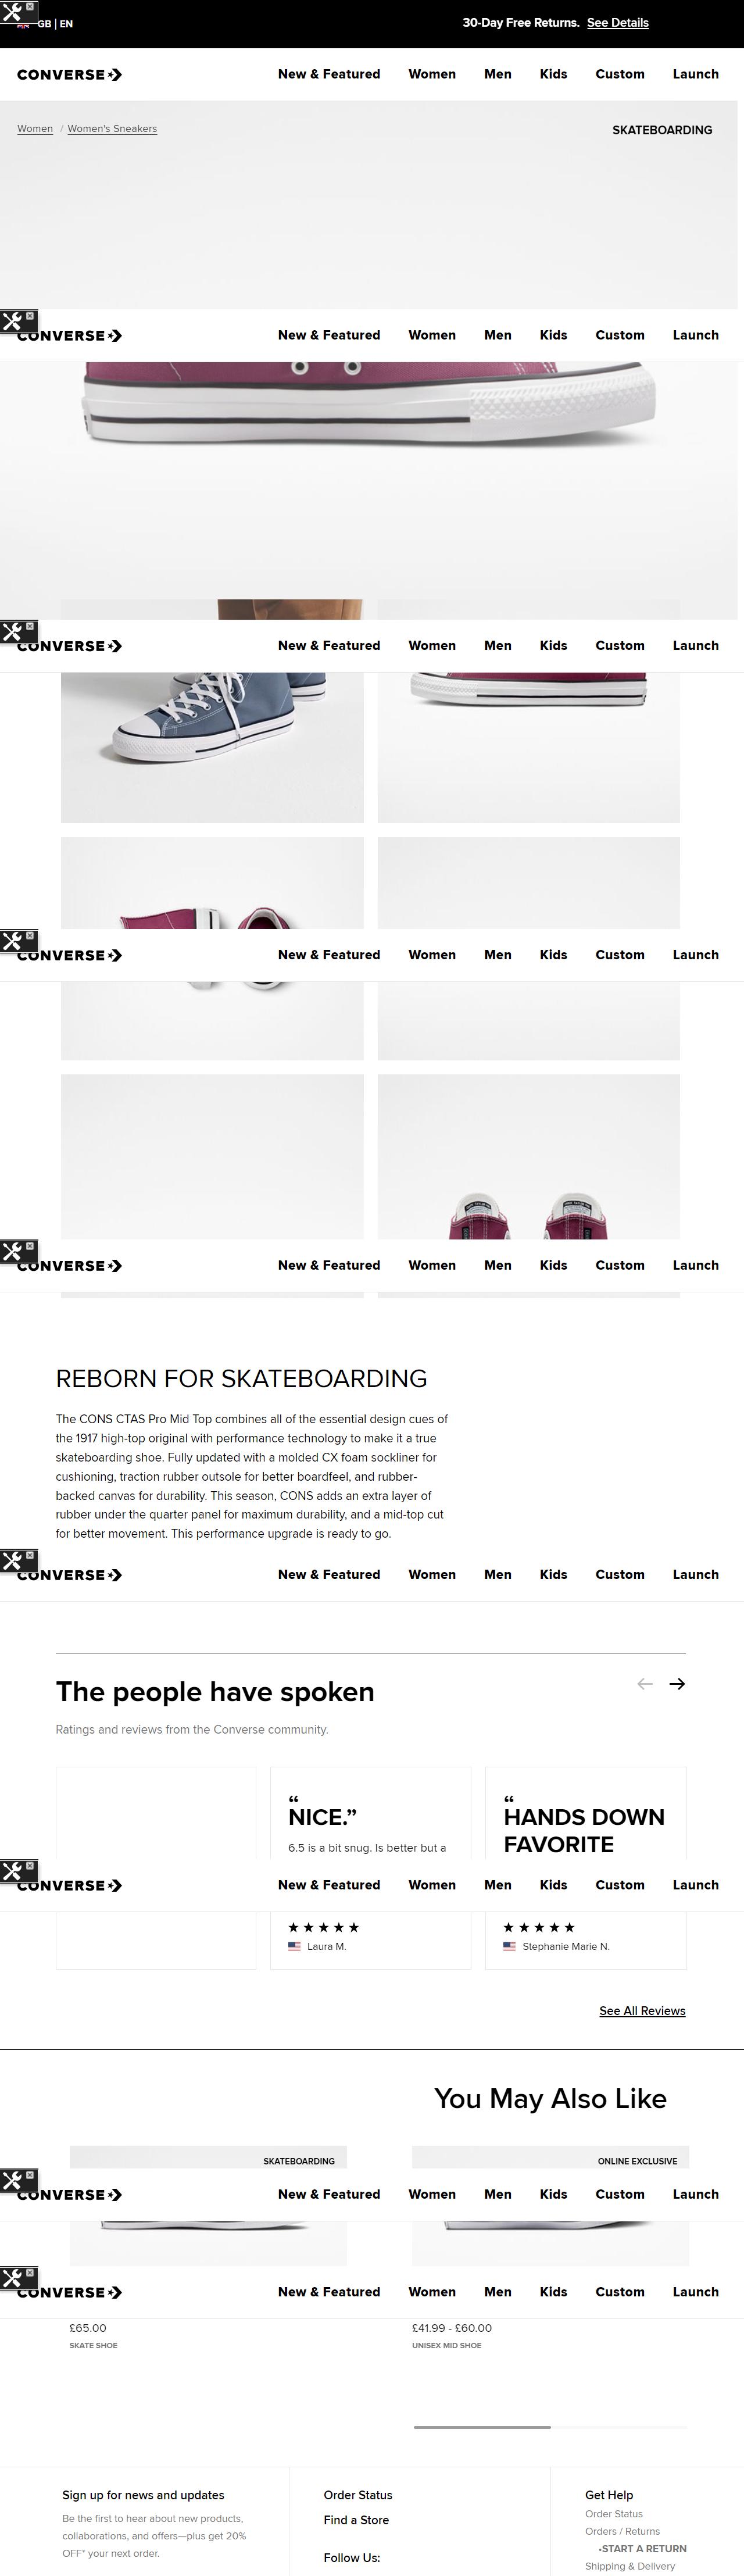 GB | EN
30-Day Free Returns. See Details
CONVERSE
New & Featured Women Men Kids Custom Launch
Women / Women's Sneakers
SKATEBOARDING
CONVERSE
New & Featured Women Men Kids Custom Launch
CONVERSE
New & Featured Women Men Kids Custom Launch
CONVERSE
New & Featured Women Men Kids Custom Launch
CONVERSE
New & Featured Women Men Kids Custom Launch
REBORN FOR SKATEBOARDING
The CONS CTAS Pro Mid Top combines all of the essential design cues of
the 1917 high-top original with performance technology to make it a true
skateboarding shoe. Fully updated with a molded CX foam sockliner for
cushioning, traction rubber outsole for better boardfeel, and rubber-
backed canvas for durability. This season, CONS adds an extra layer of
rubber under the quarter panel for maximum durability, and a mid-top cut
for better movement. This performance upgrade is ready to go.
CONVERSE
New & Featured Women Men Kids Custom Launch
The people have spoken
Ratings and reviews from the Converse community.
“
NICE.”
6.5 is a bit snug. Is better but a
“
HANDS DOWN
FAVORITE
CONVERSE
New & Featured Women Men Kids Custom Launch
★★★★★
Laura M.
★★★★★
Stephanie Marie N.
See All Reviews
You May Also Like
SKATEBOARDING
ONLINE EXCLUSIVE
CONVERSE
New & Featured Women Men Kids Custom Launch
CONVERSE
New & Featured Women Men Kids Custom Launch
£65.00
SKATE SHOE
£41.99 - £60.00
UNISEX MID SHOE
Sign up for news and updates
Be the first to hear about new products,
collaborations, and offers—plus get 20%
OFF* your next order.
Order Status
Find a Store
Follow Us:
Get Help
Order Status
Orders / Returns
•START A RETURN
Shipping & Delivery